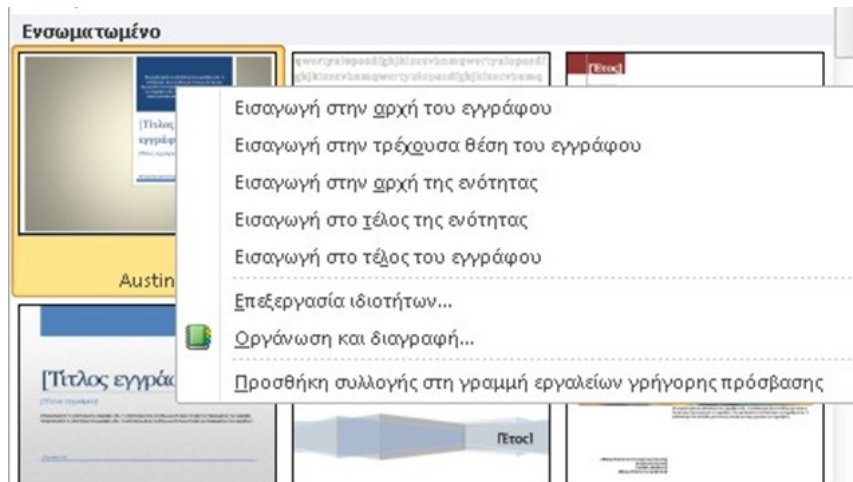 Ενσωματωμένο
[Έτος]
[Τίτλος
Εισαγωγή στην αρχή του εγγράφου
Εισαγωγή στην τρέχουσα θέση του εγγράφου
Εισαγωγή στην αρχή της ενότητας
Εισαγωγή στο τέλος της ενότητας
Εισαγωγή στο τέλος του εγγράφου
Austin
Επεξεργασία ιδιοτήτων...
Οργάνωση και διαγραφή...
Προσθήκη συλλογής στη γραμμή εργαλείων γρήγορης πρόσβασης
[Τίτλος εγγρά
[Έτος]